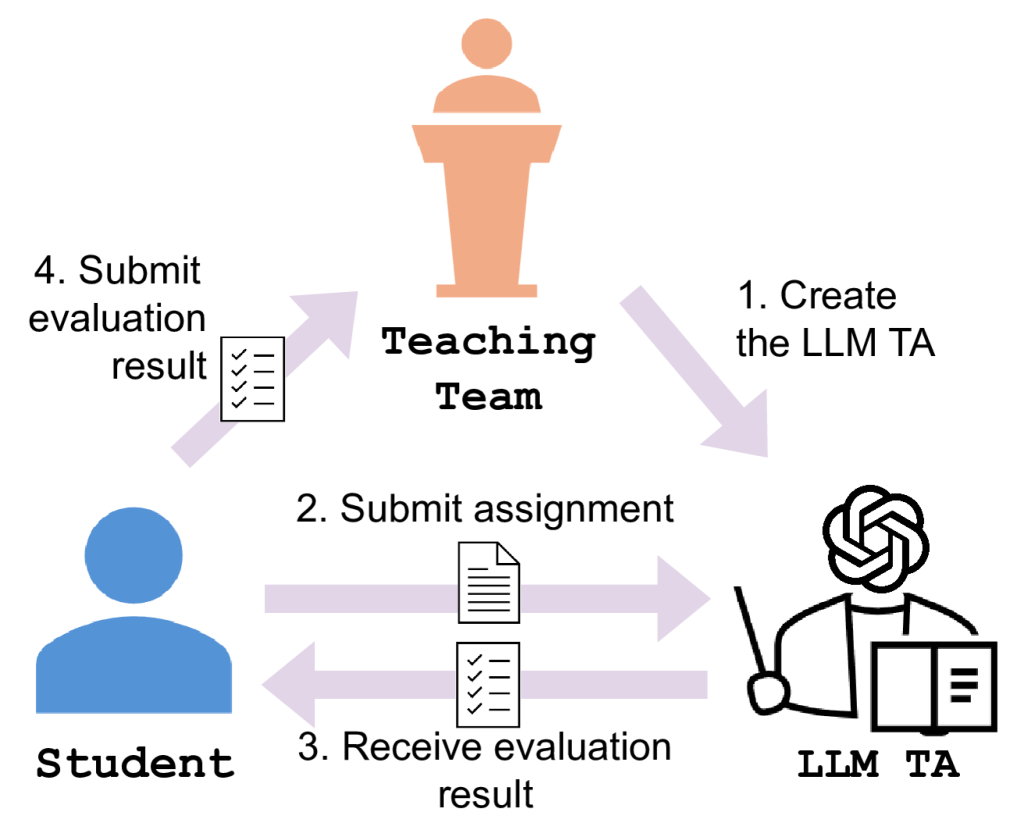 4. Submit
evaluation
result
1. Create
the LLM TA
Teaching
Team
2. Submit assignment
3. Receive evaluation
result
Student
LLM TA